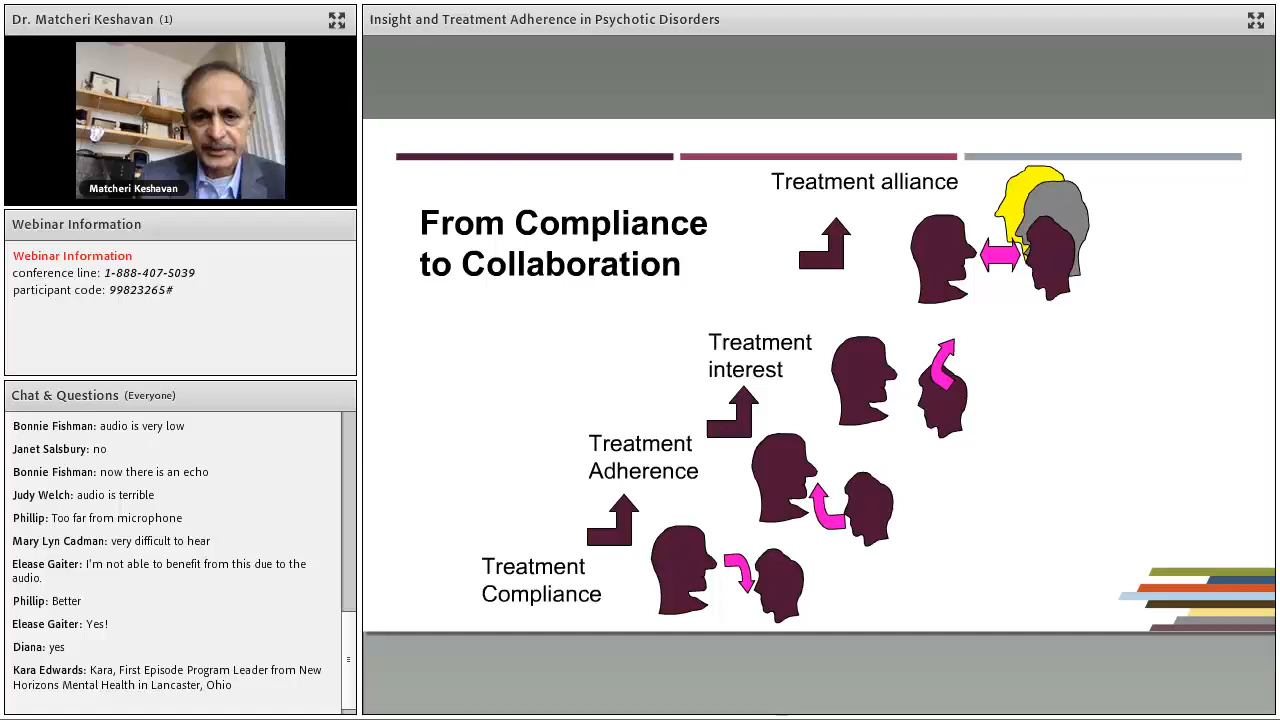 Dr. Matcheri Keshavan (1)
Matcheri Keshavan
Webinar Information
Webinar Information
conference line: 1-888-407-5039
participant code: 99823265#
Chat & Questions (Everyone)
Bonnie Fishman: audio is very low
Janet Salsbury: no
Bonnie Fishman: now there is an echo
Judy Welch: audio is terrible
Phillip: Too far from microphone
Mary Lyn Cadman: very difficult to hear
Elease Gaiter: I'm not able to benefit from this due to the
audio.
Phillip: Better
Elease Gaiter: Yes!
Diana: yes
Kara Edwards: Kara, First Episode Program Leader from New
Horizons Mental Health in Lancaster, Ohio
Insight and Treatment Adherence in Psychotic Disorders
From Compliance
to Collaboration
Treatment alliance
Treatment
interest
Treatment
Adherence
Treatment
Compliance